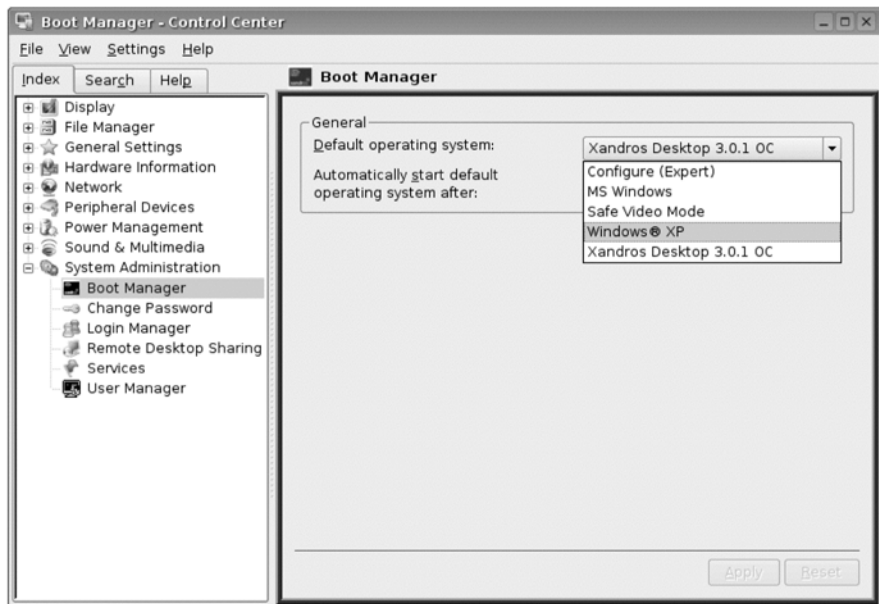 Boot Manager - Control Center
File View Settings Help
Index Search Help
Display
File Manager
General Settings
Hardware Information
Network
Peripheral Devices
Power Management
Sound & Multimedia
System Administration
Boot Manager
Change Password
Login Manager
Remote Desktop Sharing
Services
User Manager
Boot Manager
General
Default operating system:
Xandros Desktop 3.0.1 OC
Automatically start default
operating system after:
Configure (Expert)
MS Windows
Safe Video Mode
Windows® XP
Xandros Desktop 3.0.1 OC
Apply Reset